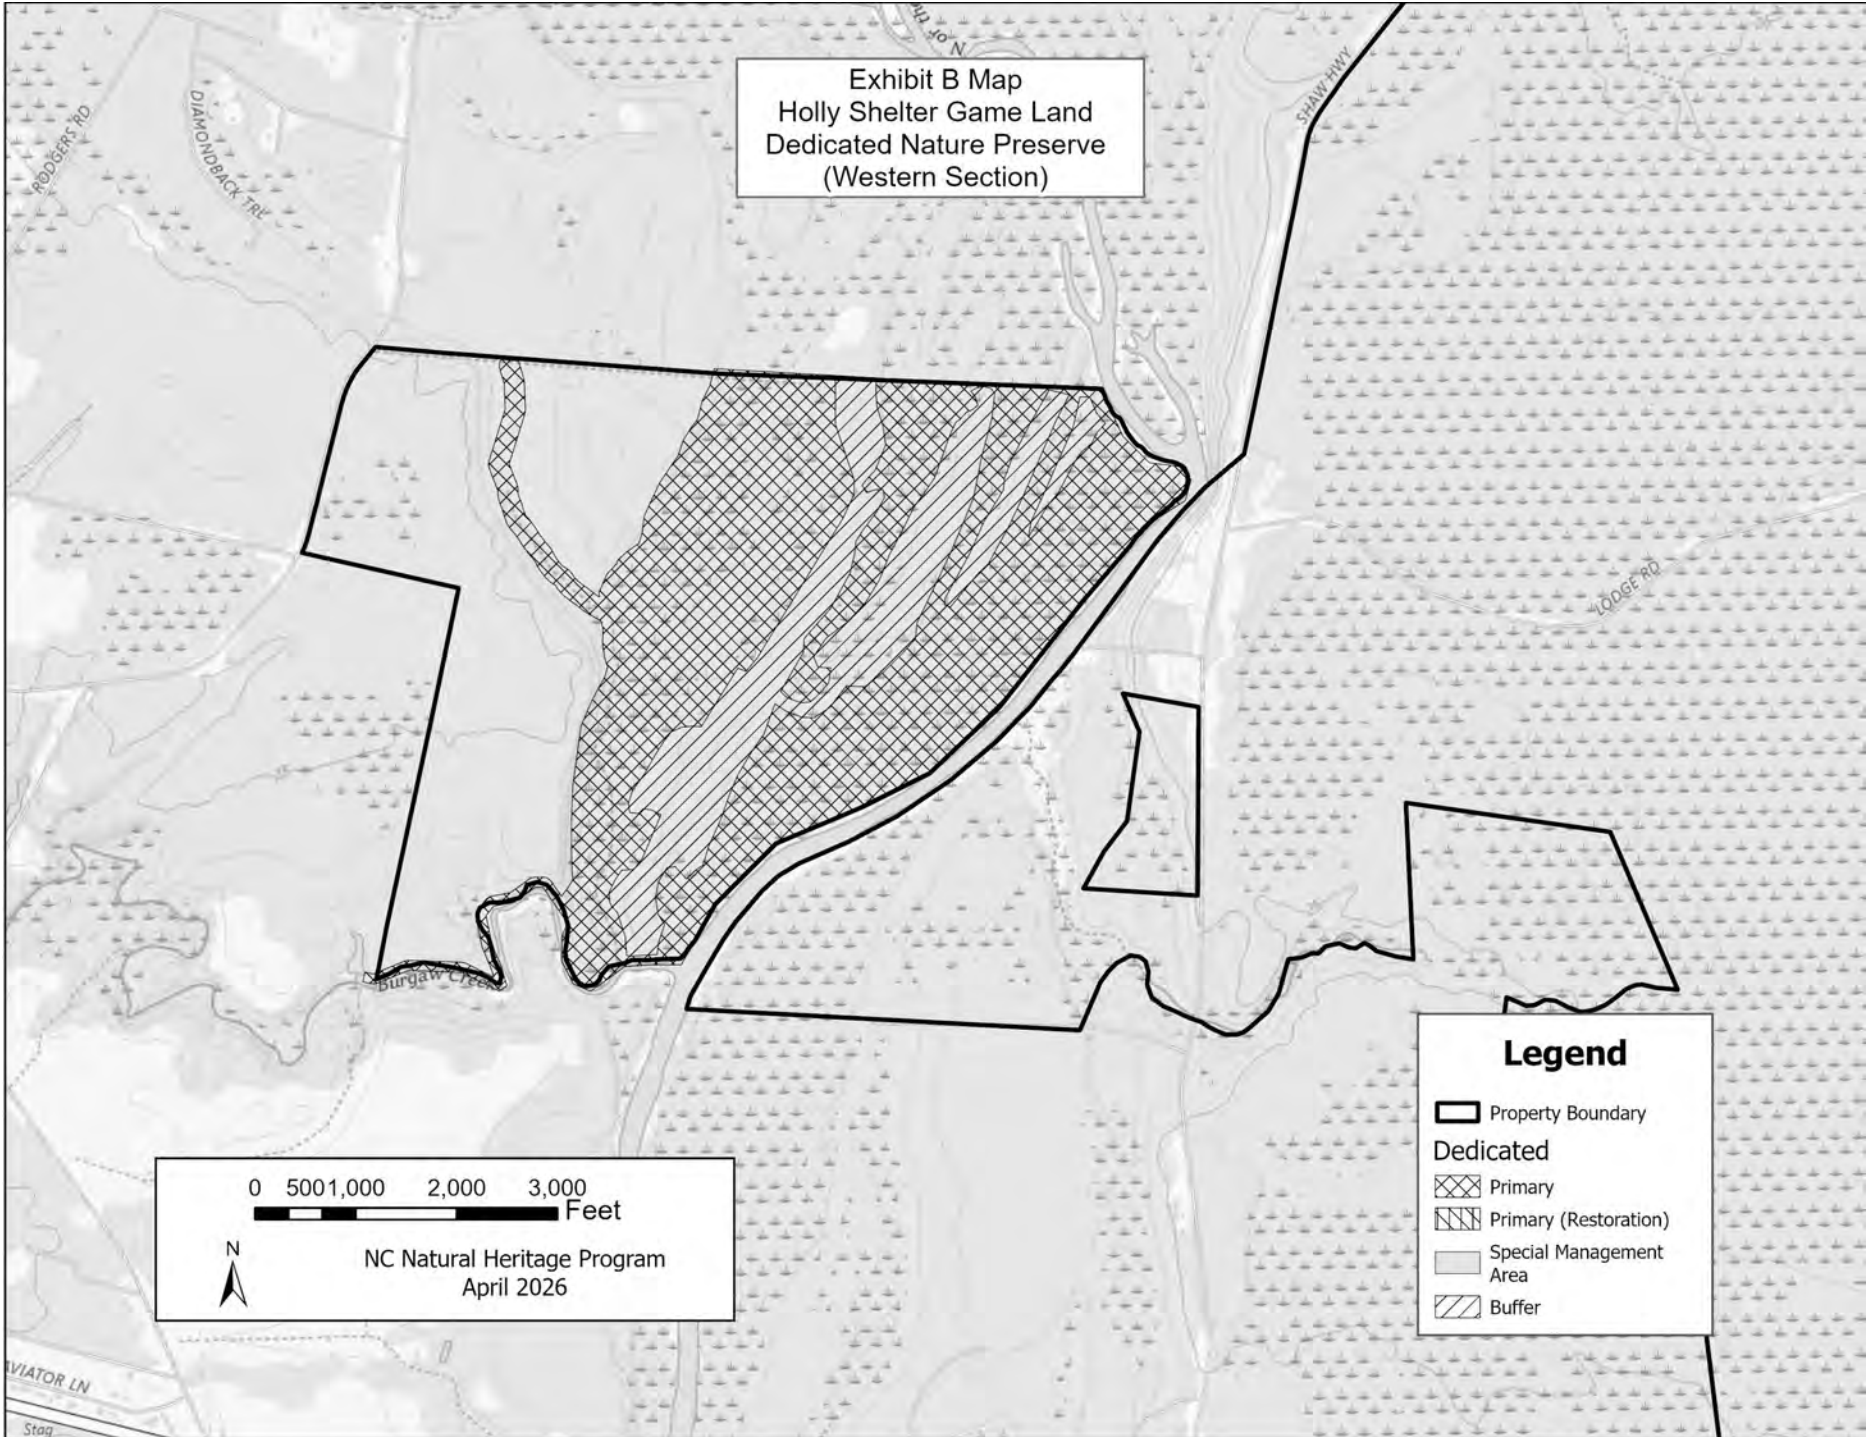 N or the
Exhibit B Map
Holly Shelter Game Land
Dedicated Nature Preserve
(Western Section)
SHAW HWY
RODGERS RD
DIAMONDBACK TRL
LODGE RD
Burgaw Creek
Legend
Property Boundary
Dedicated
Primary
Primary (Restoration)
Special Management
Area
Buffer
0 500 1,000 2,000 3,000
Feet
N
NC Natural Heritage Program
April 2026
AVIATOR LN
Stag